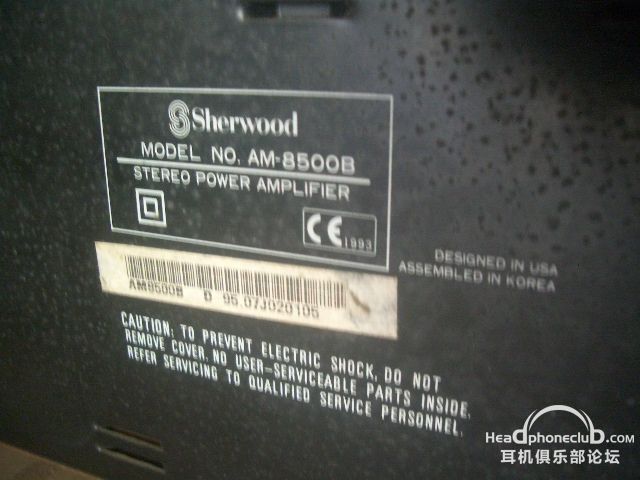 Sherwood
MODEL NO. AM-8500B
STEREO POWER AMPLIFIER
CE 1993
DESIGNED IN USA
ASSEMBLED IN KOREA
AM8500B D 95.07J020105
CAUTION: TO PREVENT ELECTRIC SHOCK, DO NOT
REMOVE COVER. NO USER-SERVICEABLE PARTS INSIDE.
REFER SERVICING TO QUALIFIED SERVICE PERSONNEL.
Headphoneclub.com
耳机俱乐部论坛